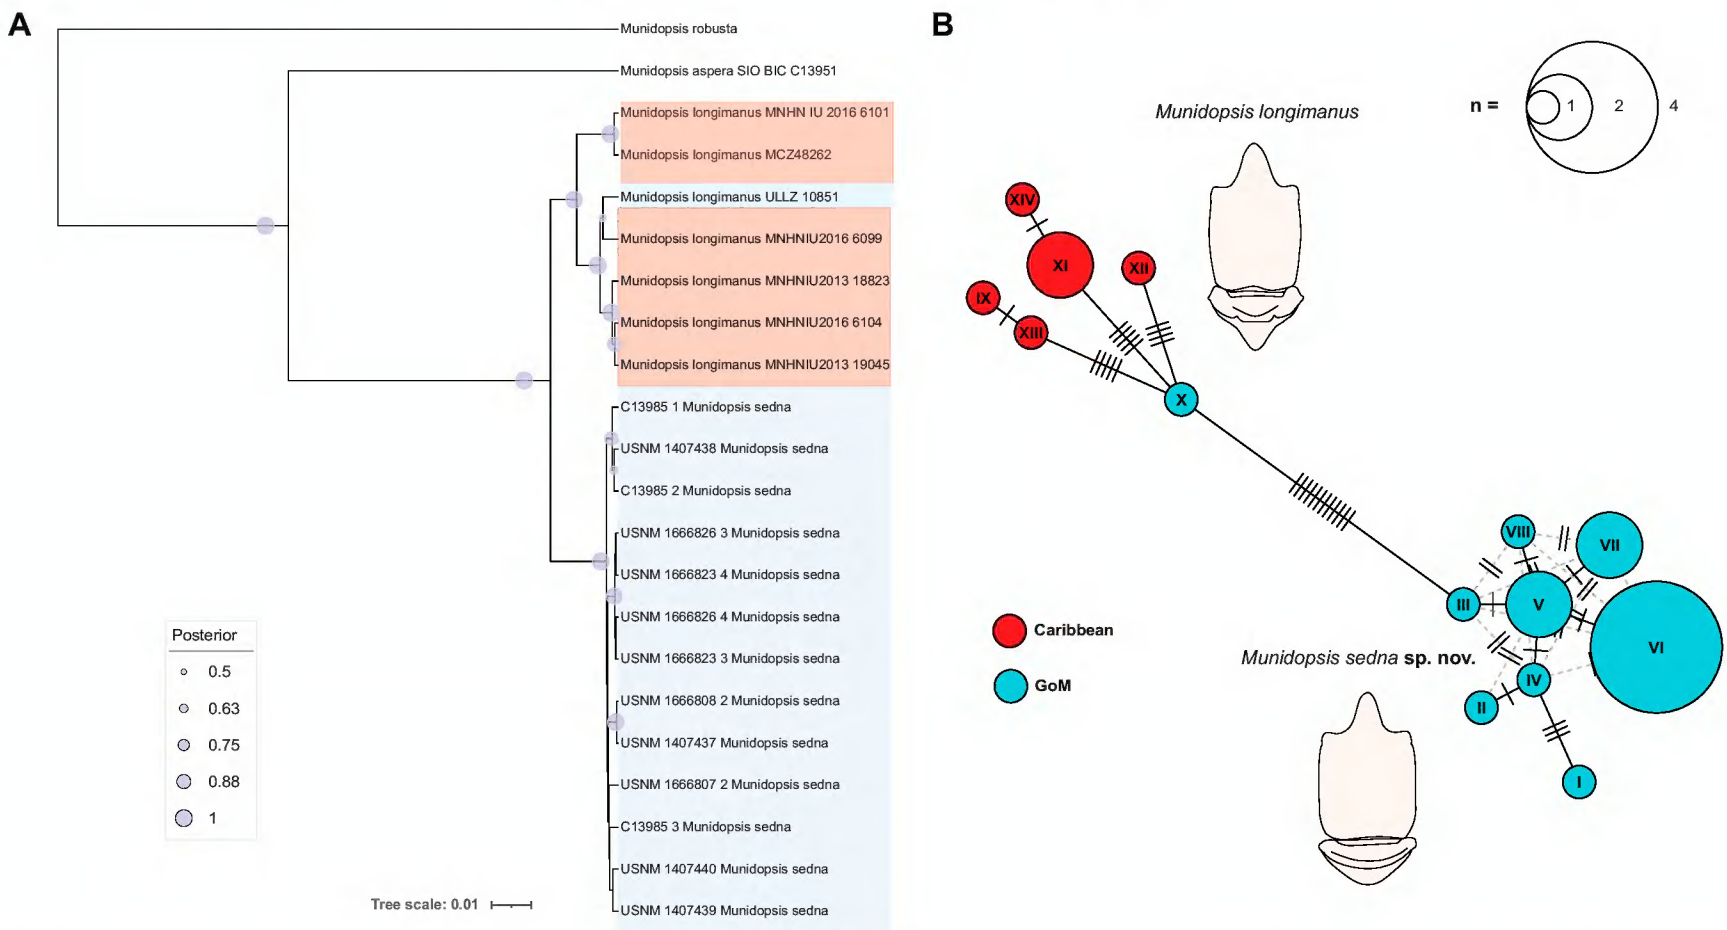 A
Munidopsis robusta
Munidopsis aspera SIO BIC C13951
Munidopsis longimanus MNHN IU 2016 6101
Munidopsis longimanus MCZ48262
Munidopsis longimanus ULLZ 10851
Munidopsis longimanus MNHNIU2016 6099
Munidopsis longimanus MNHNIU2013 18823
Munidopsis longimanus MNHNIU2016 6104
Munidopsis longimanus MNHNIU2013 19045
C13985 1 Munidopsis sedna
USNM 1407438 Munidopsis sedna
C13985 2 Munidopsis sedna
USNM 1666826 3 Munidopsis sedna
USNM 1666823 4 Munidopsis sedna
USNM 1666826 4 Munidopsis sedna
USNM 1666823 3 Munidopsis sedna
USNM 1666808 2 Munidopsis sedna
USNM 1407437 Munidopsis sedna
USNM 1666807 2 Munidopsis sedna
C13985 3 Munidopsis sedna
USNM 1407440 Munidopsis sedna
USNM 1407439 Munidopsis sedna
Posterior
0.5
0.63
0.75
0.88
1
Tree scale: 0.01
B
n = 1 2 4
Munidopsis longimanus
XIV
XI
XII
IX
XIII
X
VIII
VII
III
V
VI
IV
II
I
Caribbean
GoM
Munidopsis sedna sp. nov.